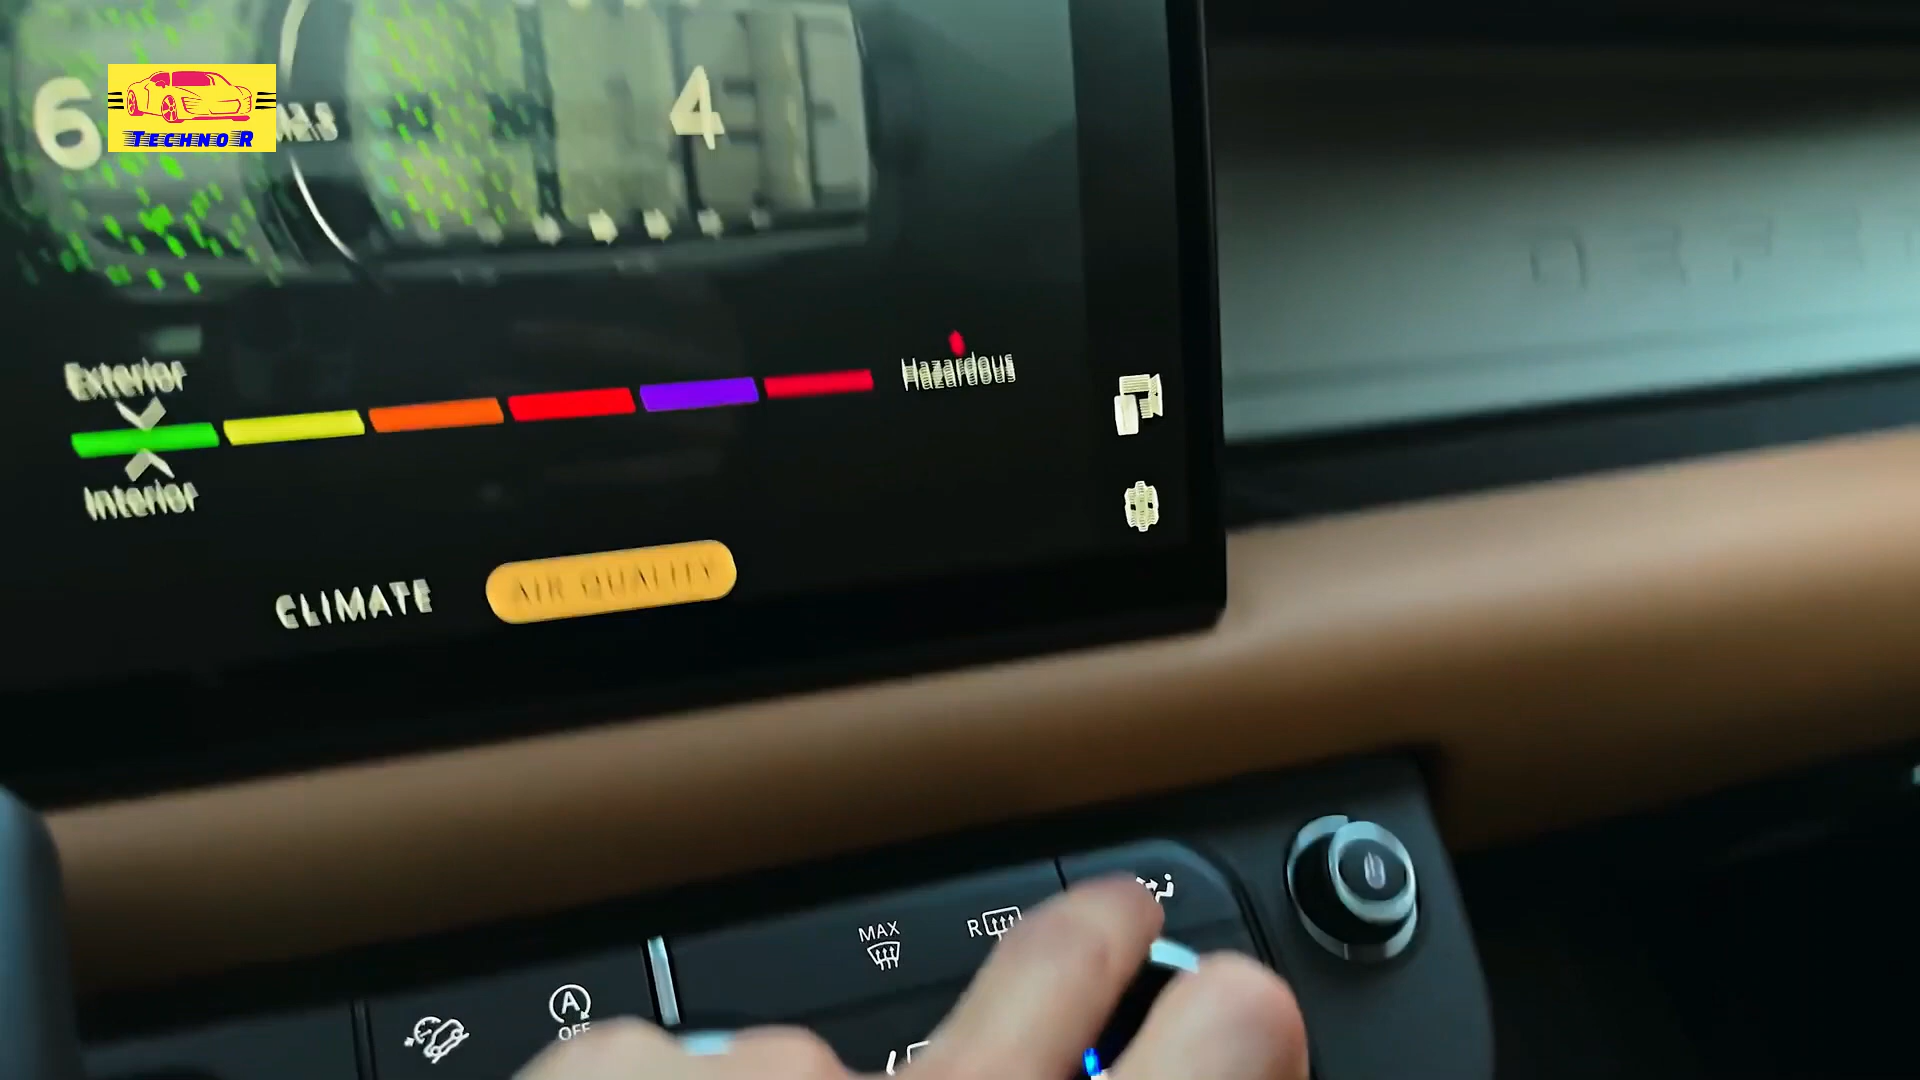 6
4
TECHNO R
Exterior
Hazardous
Interior
CLIMATE
AIR QUALITY
MAX
R
A
OFF